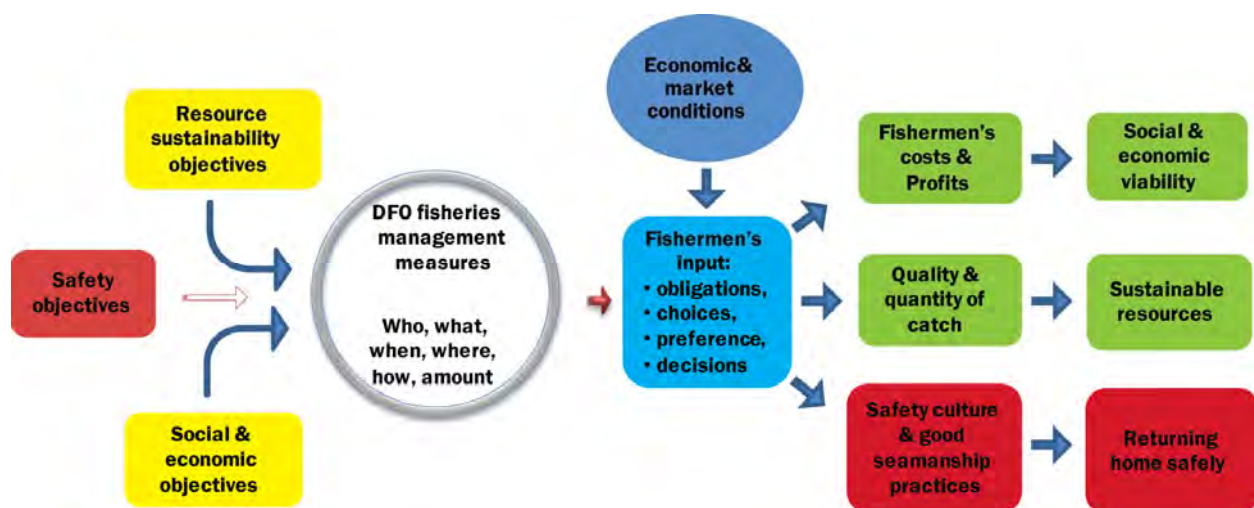 Resource
sustainability
objectives
Safety
objectives
Social &
economic
objectives
DFO fisheries
management
measures
Who, what,
when, where,
how, amount
Economic&
market
conditions
Fishermen's
input:
• obligations,
• choices,
• preference,
• decisions
Fishermen's
costs &
Profits
Social &
economic
viability
Quality &
quantity of
catch
Sustainable
resources
Safety culture
& good
seamanship
practices
Returning
home safely